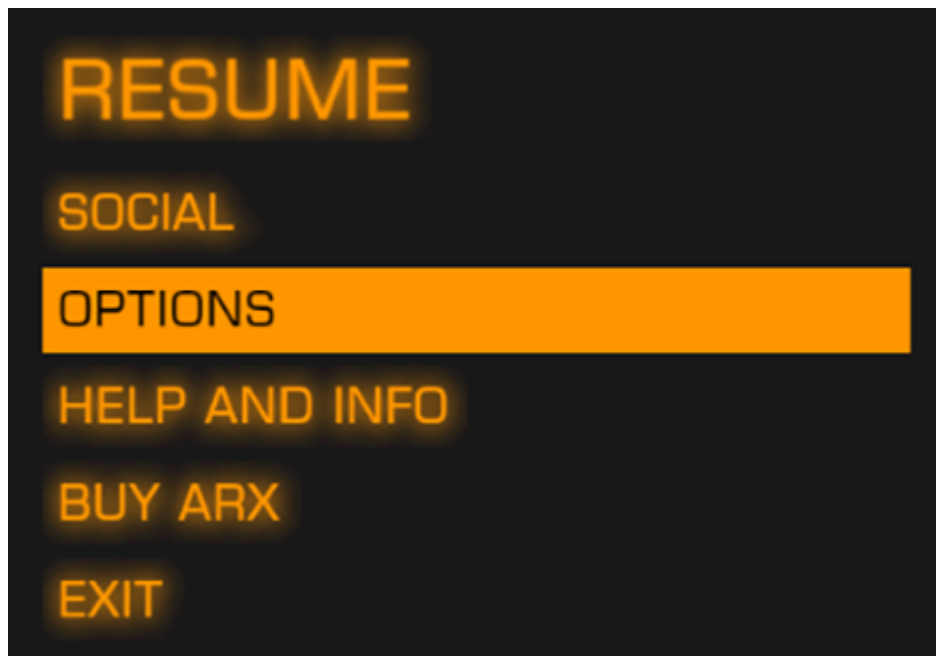 RESUME
SOCIAL
OPTIONS
HELP AND INFO
BUY ARX
EXIT